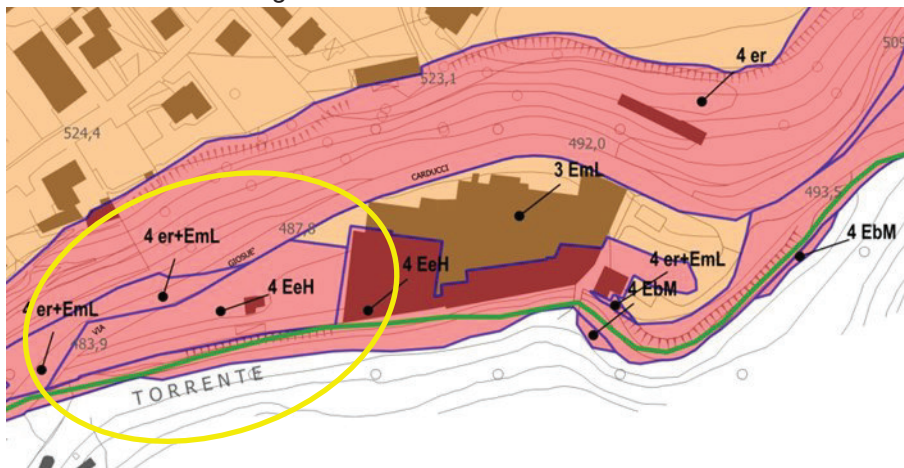 523,1
509
4 er
524,4
492,0
CARDUCCI
3 EmL
493,5
487,8
4 er+EmL
GIOSUE'
4 EbM
4 er+EmL
4 EeH
4 EeH
4 EbM
4 er+EmL
VIA
483,9
TORRENTE